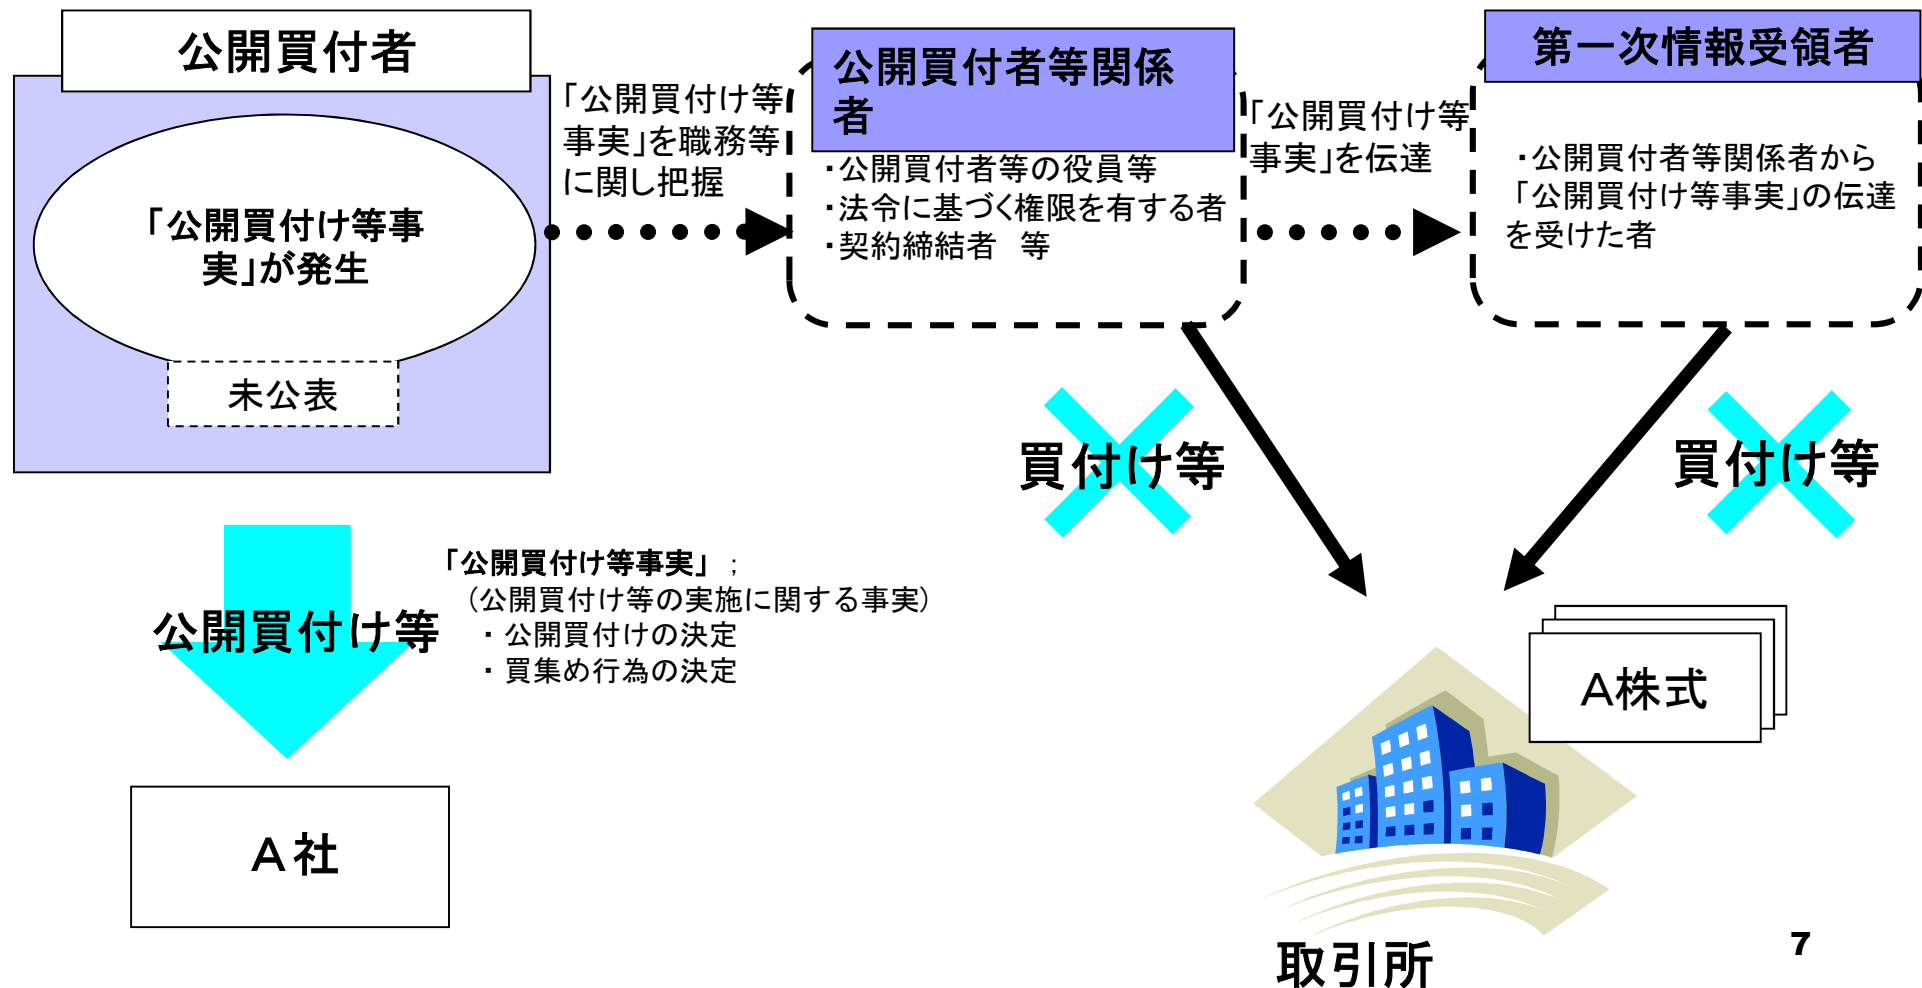 公開買付者
「公開買付け等事
実」が発生
未公表
「公開買付け等
事実」を職務等
に関し把握
公開買付者等関係
者
・公開買付者等の役員等
・法令に基づく権限を有する者
・契約締結者　等
「公開買付け等
事実」を伝達
第一次情報受領者
・公開買付者等関係者から
「公開買付け等事実」の伝達
を受けた者
買付け等
買付け等
公開買付け等
「公開買付け等事実」；
（公開買付け等の実施に関する事実）
・公開買付けの決定
・買集め行為の決定
Ａ社
Ａ株式
取引所
7